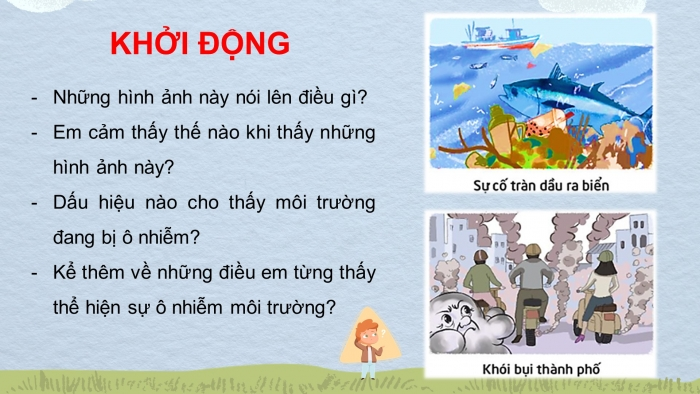 KHỞI ĐỘNG
- Những hình ảnh này nói lên điều gì?
- Em cảm thấy thế nào khi thấy những
hình ảnh này?
- Dấu hiệu nào cho thấy môi trường
đang bị ô nhiễm?
- Kể thêm về những điều em từng thấy
thể hiện sự ô nhiễm môi trường?
Sự cố tràn dầu ra biển
Khói bụi thành phố